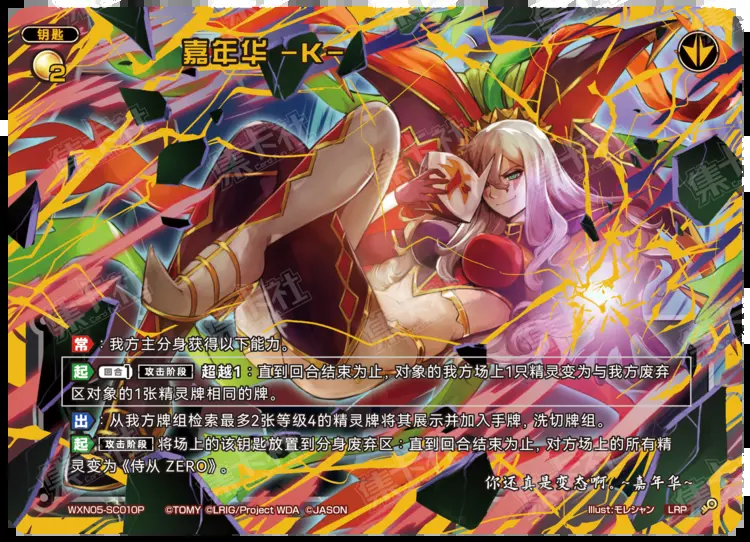 钥匙
嘉年华 -K-
2
常：我方主分身获得以下能力。
起 回合1 攻击阶段 超越1：直到回合结束为止，对象的我方场上1只精灵变为与我方废弃
区对象的1张精灵牌相同的牌。
出：从我方牌组检索最多2张等级4的精灵牌将其展示并加入手牌，洗切牌组。
起 攻击阶段 将场上的该钥匙放置到分身废弃区：直到回合结束为止，对方场上的所有精
灵变为《侍从 ZERO》。
你还真是变态啊。~嘉年华~
WXN05-SC010P ©TOMY ©LRIG/Project WDA ©JASON Illust:モレシャン LRP
集卡社